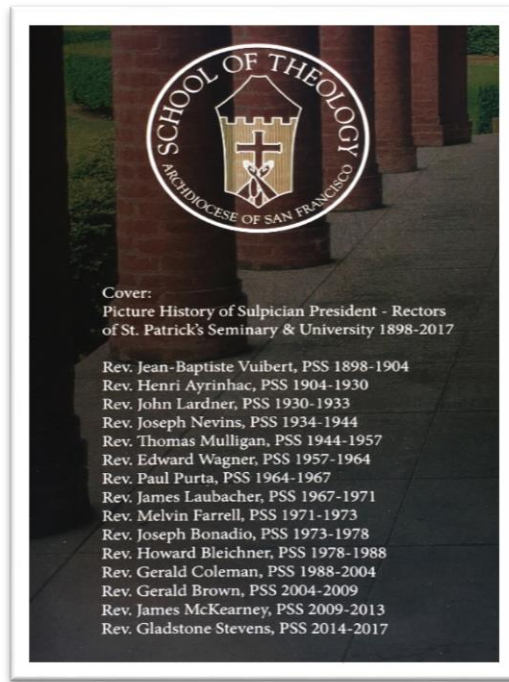 SCHOOL OF THEOLOGY
ARCHDIOCESE OF SAN FRANCISCO
Cover:
Picture History of Sulpician President - Rectors
of St. Patrick's Seminary & University 1898-2017
Rev. Jean-Baptiste Vuibert, PSS 1898-1904
Rev. Henri Ayrinhac, PSS 1904-1930
Rev. John Lardner, PSS 1930-1933
Rev. Joseph Nevins, PSS 1934-1944
Rev. Thomas Mulligan, PSS 1944-1957
Rev. Edward Wagner, PSS 1957-1964
Rev. Paul Purta, PSS 1964-1967
Rev. James Laubacher, PSS 1967-1971
Rev. Melvin Farrell, PSS 1971-1973
Rev. Joseph Bonadio, PSS 1973-1978
Rev. Howard Bleichner, PSS 1978-1988
Rev. Gerald Coleman, PSS 1988-2004
Rev. Gerald Brown, PSS 2004-2009
Rev. James McKearney, PSS 2009-2013
Rev. Gladstone Stevens, PSS 2014-2017